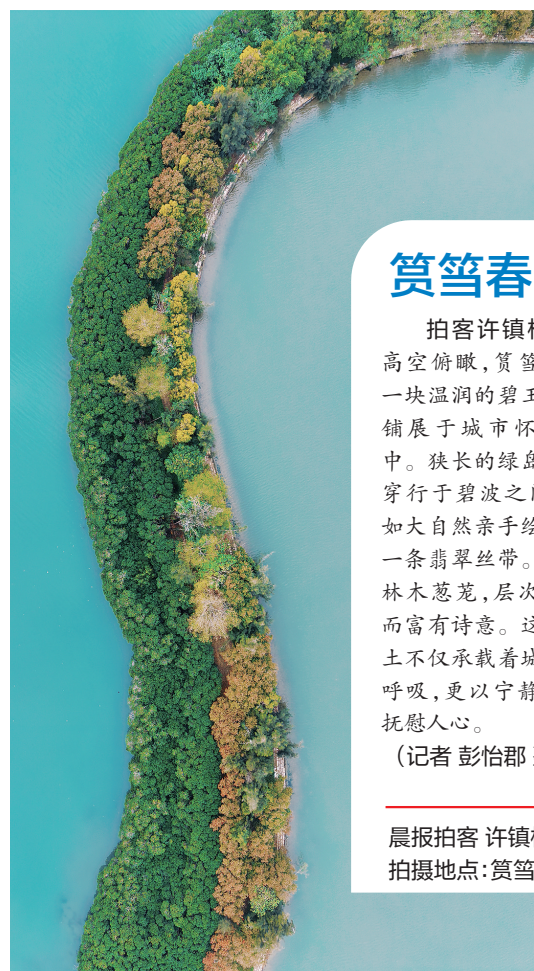 筼筜春
拍客许镇
高空俯瞰,筼筜
一块温润的碧玉
铺展于城市怀
中。狭长的绿岛
穿行于碧波之间
如大自然亲手绘
一条翡翠丝带。
林木葱茏,层次
而富有诗意。这
土不仅承载着城
呼吸,更以宁静
抚慰人心。
（记者 彭怡郡
晨报拍客 许镇
拍摄地点:筼筜